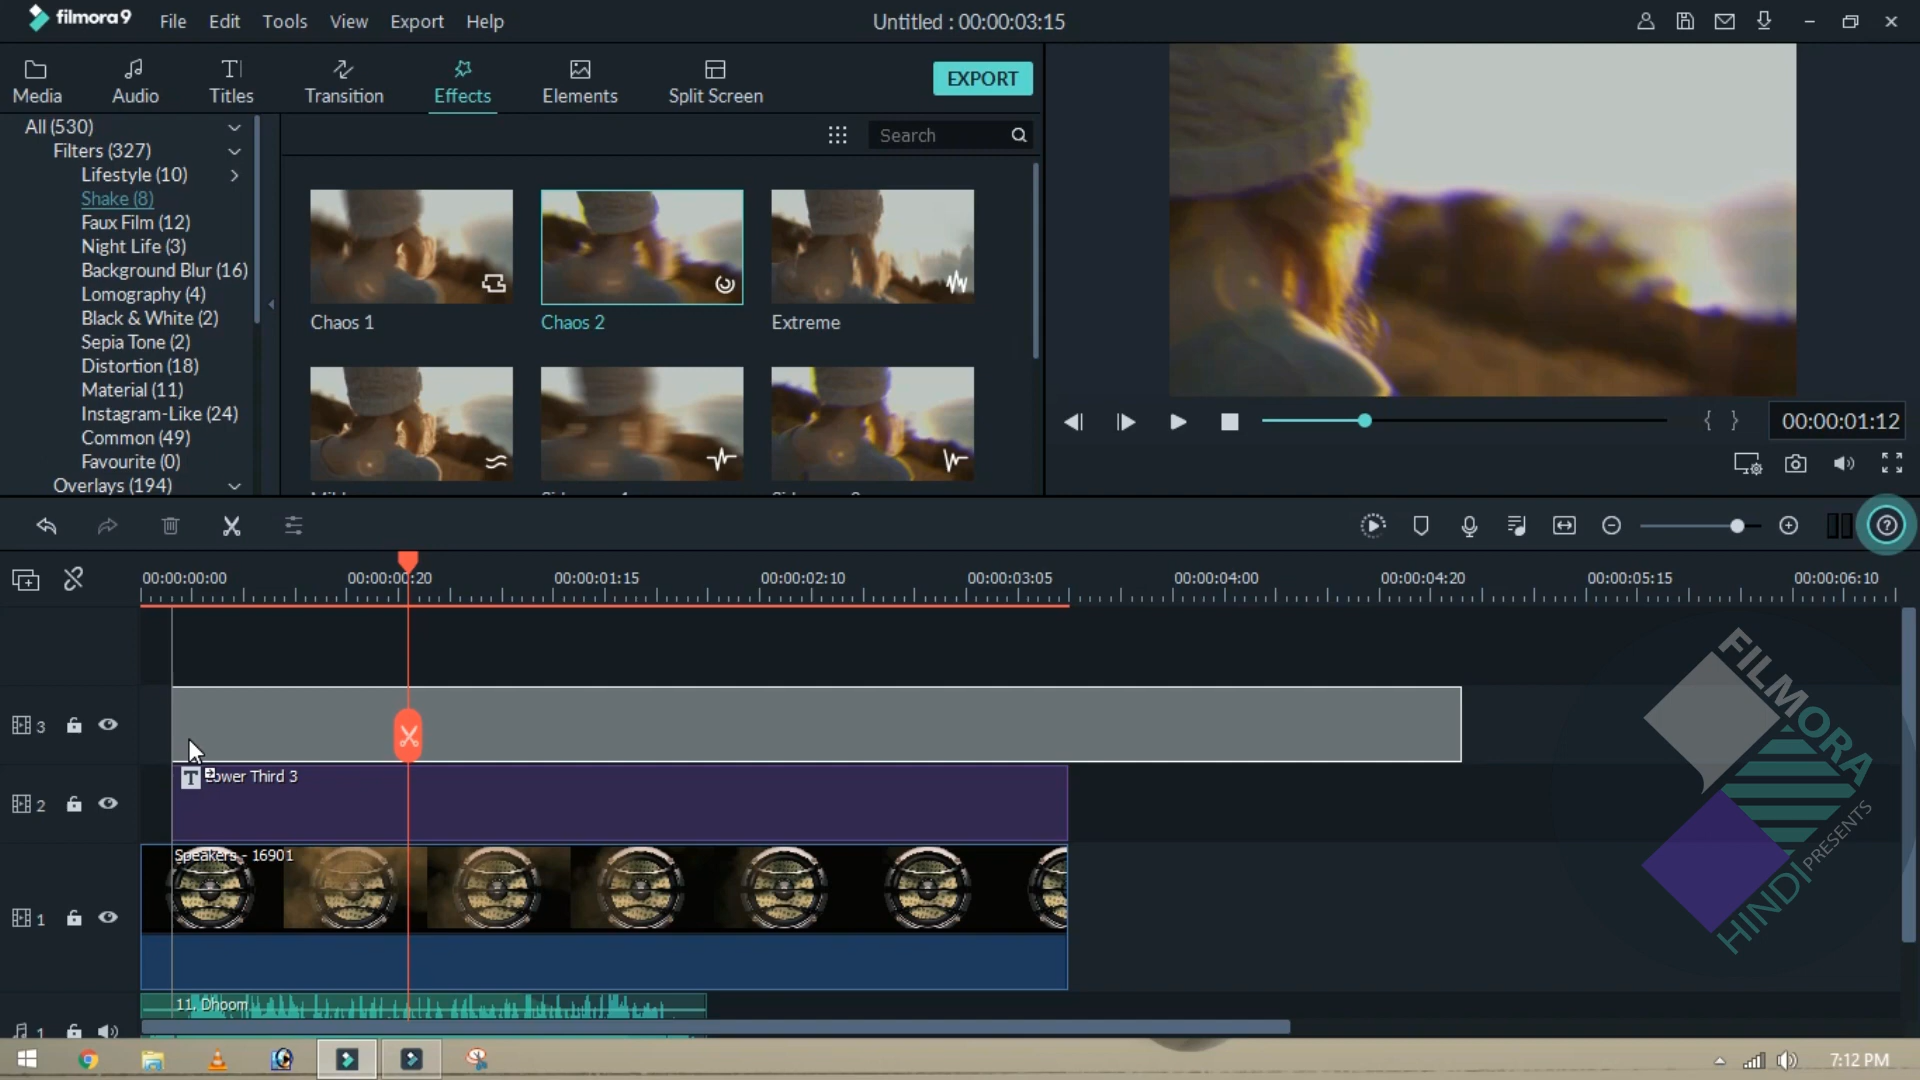 filmora9
File Edit Tools View Export Help
Untitled : 00:00:03:15
Media Audio Titles Transition Effects Elements Split Screen
EXPORT
All (530)
Filters (327)
Lifestyle (10)
Shake (8)
Faux Film (12)
Night Life (3)
Background Blur (16)
Lomography (4)
Black & White (2)
Sepia Tone (2)
Distortion (18)
Material (11)
Instagram-Like (24)
Common (49)
Favourite (0)
Overlays (194)
Search
Chaos 1 Chaos 2 Extreme
00:00:01:12
00:00:00:00 00:00:00:20 00:00:01:15 00:00:02:10 00:00:03:05 00:00:04:00 00:00:04:20 00:00:05:15 00:00:06:10
3
T Lower Third 3
2
Speakers - 16901
1
11. Dhoom
1
FILMORA
HINDI PRESENTS
7:12 PM